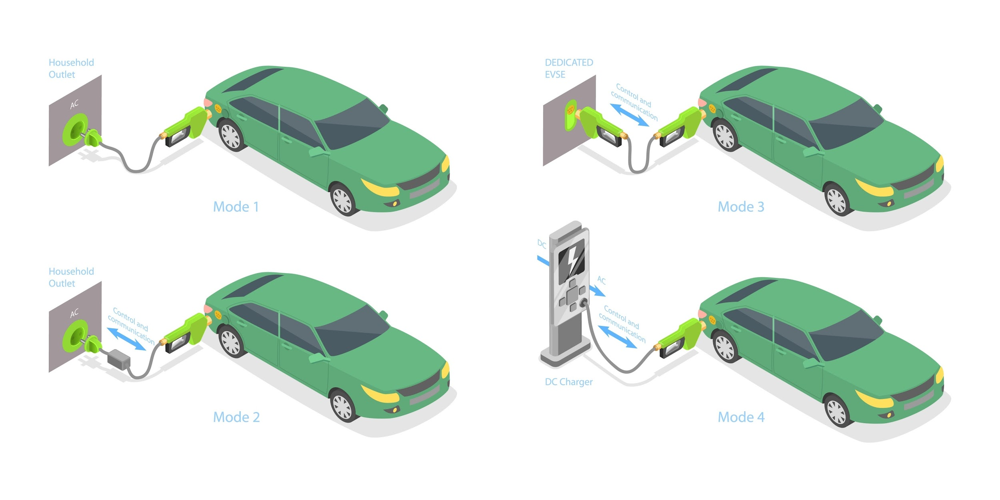 Household
Outlet
AC
Mode 1
DEDICATED
EVSE
Control and
communication
Mode 3
Household
Outlet
AC
Control and
communication
Mode 2
DC
AC
Control and
communication
DC Charger
Mode 4